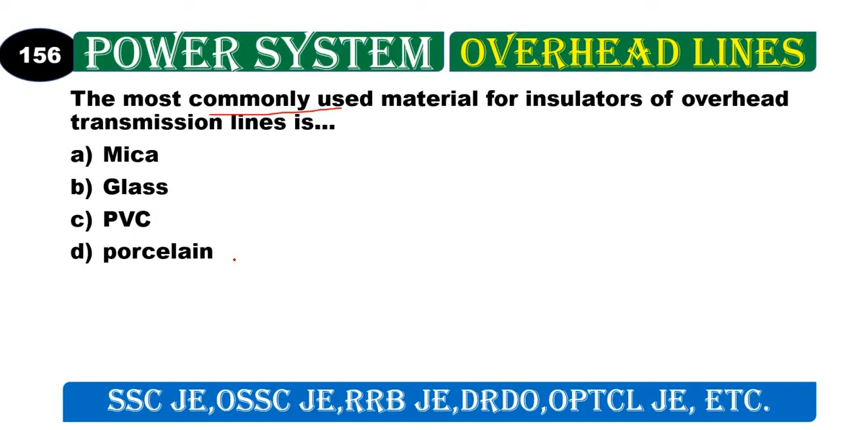 156
POWER SYSTEM
OVERHEAD LINES
The most commonly used material for insulators of overhead
transmission lines is...
a) Mica
b) Glass
c) PVC
d) porcelain
SSC JE,OSSC JE,RRB JE,DRDO,OPTCL JE, ETC.